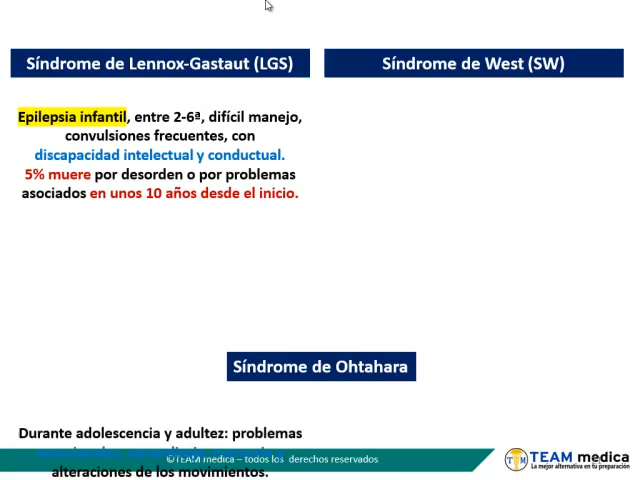 Síndrome de Lennox-Gastaut (LGS)
Síndrome de West (SW)
Epilepsia infantil, entre 2-6ª, difícil manejo,
convulsiones frecuentes, con
discapacidad intelectual y conductual.
5% muere por desorden o por problemas
asociados en unos 10 años desde el inicio.
Síndrome de Ohtahara
Durante adolescencia y adultez: problemas
alteraciones de los movimientos.
©TEAM medica – todos los derechos reservados
TEAM medica
La mejor alternativa en tu preparación